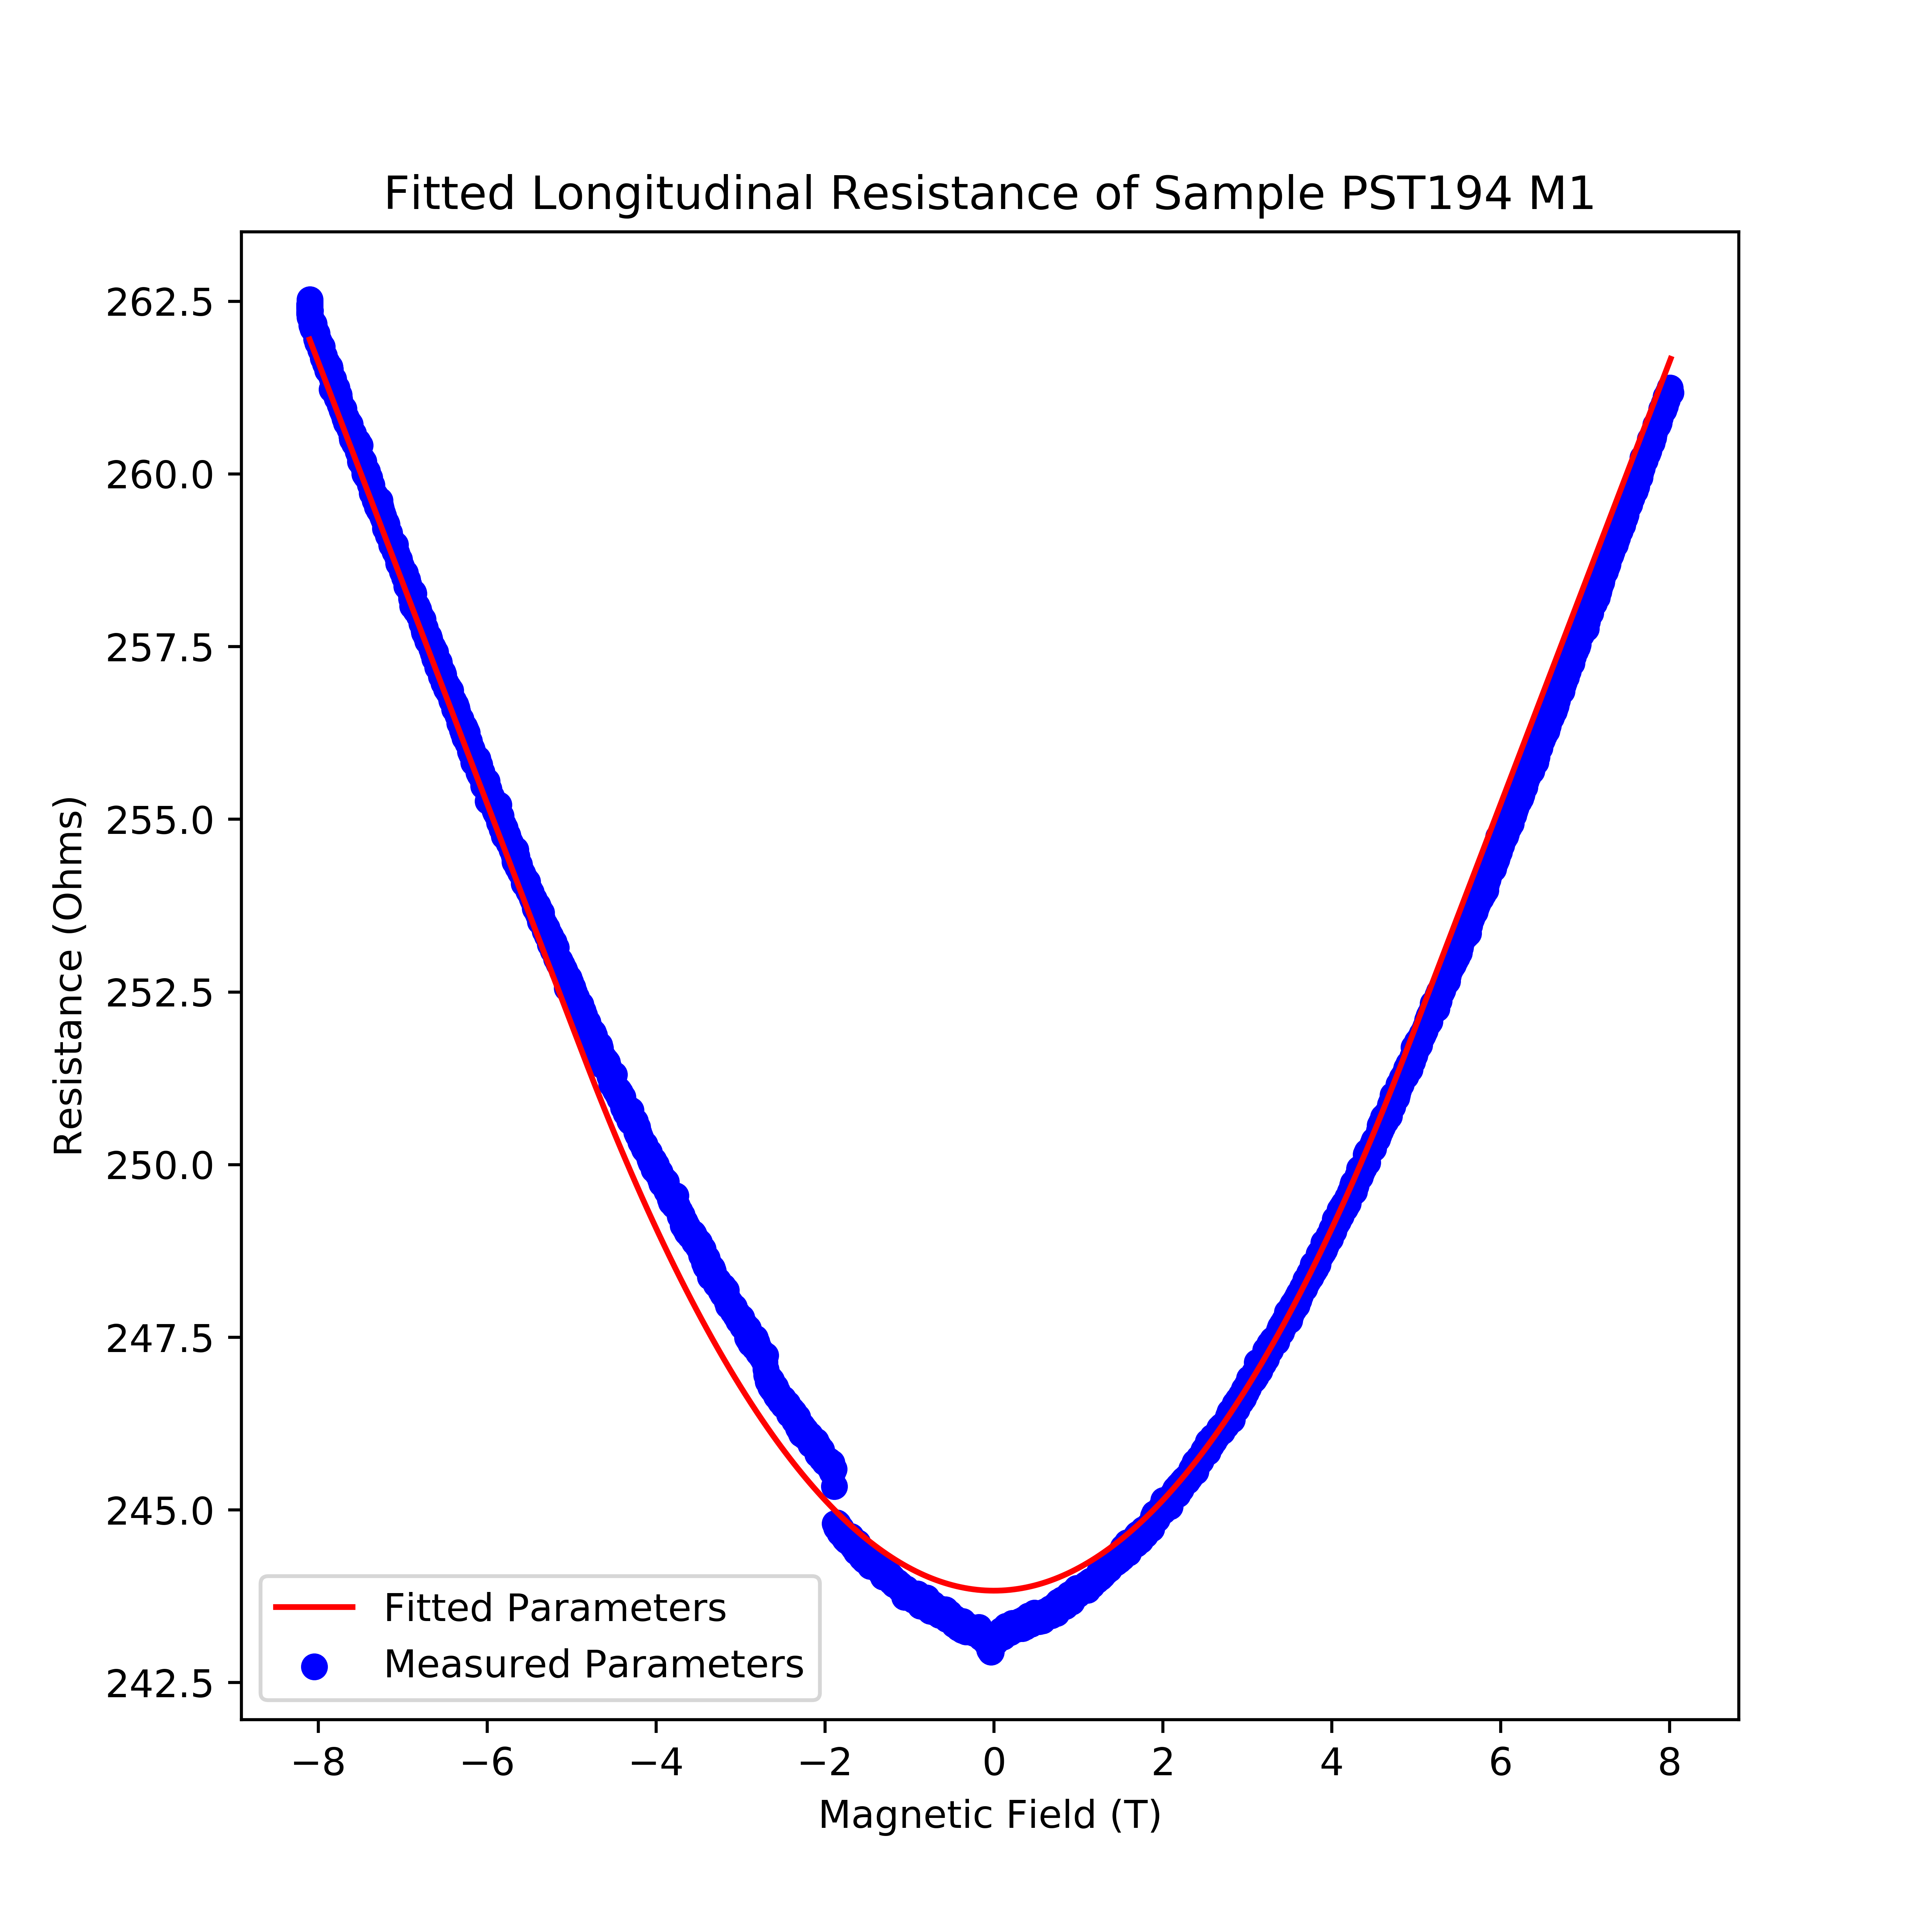 Fitted Longitudinal Resistance of Sample PST194 M1
262.5
260.0
257.5
255.0
252.5
250.0
247.5
245.0
242.5
Resistance (Ohms)
Fitted Parameters
Measured Parameters
−8 −6 −4 −2 0 2 4 6 8
Magnetic Field (T)